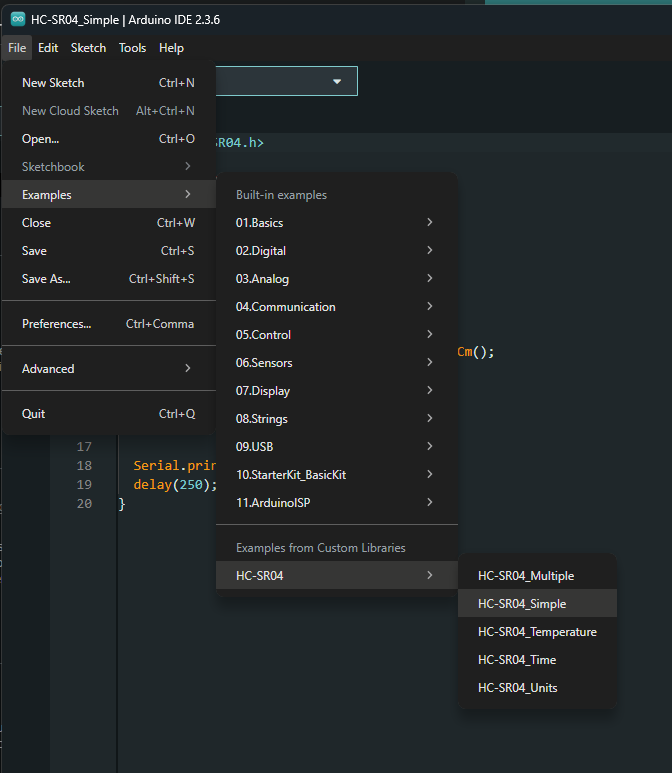 HC-SR04_Simple | Arduino IDE 2.3.6
File Edit Sketch Tools Help
New Sketch Ctrl+N
New Cloud Sketch Alt+Ctrl+N
Open... Ctrl+O
Sketchbook
Examples
Close Ctrl+W
Save Ctrl+S
Save As... Ctrl+Shift+S
Preferences... Ctrl+Comma
Advanced
Quit Ctrl+Q
Built-in examples
01.Basics
02.Digital
03.Analog
04.Communication
05.Control
06.Sensors
07.Display
08.Strings
09.USB
10.StarterKit_BasicKit
11.ArduinoISP
Examples from Custom Libraries
HC-SR04
HC-SR04_Multiple
HC-SR04_Simple
HC-SR04_Temperature
HC-SR04_Time
HC-SR04_Units
SR04.h>
Cm();
17
18 Serial.prin
19 delay(250);
20 }